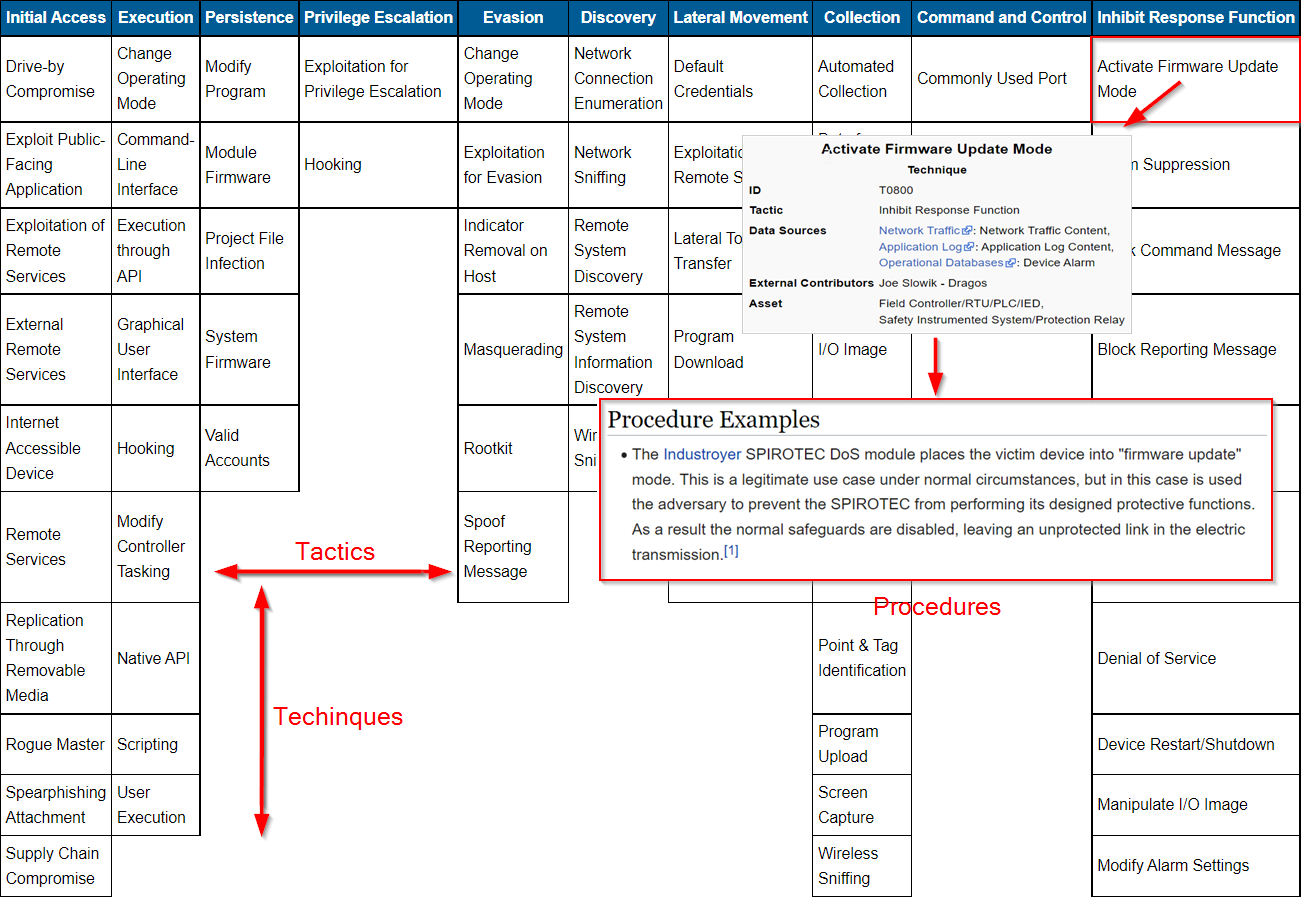 Initial Access
Execution
Persistence
Privilege Escalation
Evasion
Discovery
Lateral Movement
Collection
Command and Control
Inhibit Response Function
Drive-by
Compromise
Change
Operating
Mode
Modify
Program
Exploitation for
Privilege Escalation
Change
Operating
Mode
Network
Connection
Enumeration
Default
Credentials
Automated
Collection
Commonly Used Port
Activate Firmware Update
Mode
Exploit Public-
Facing
Application
Command-
Line
Interface
Module
Firmware
Hooking
Exploitation
for Evasion
Network
Sniffing
Remote
Suppression
Exploitation of
Remote
Services
Execution
through
API
Project File
Infection
Indicator
Removal on
Host
Remote
System
Discovery
Lateral
Transfer
Command Message
External
Remote
Services
Graphical
User
Interface
System
Firmware
Masquerading
Remote
System
Information
Discovery
Program
Download
I/O Image
Block Reporting Message
Activate Firmware Update Mode
Technique
ID T0800
Tactic Inhibit Response Function
Data Sources Network Traffic: Network Traffic Content,
Application Log: Application Log Content,
Operational Databases: Device Alarm
External Contributors Joe Slowik - Dragos
Asset Field Controller/RTU/PLC/IED,
Safety Instrumented System/Protection Relay
Internet
Accessible
Device
Hooking
Valid
Accounts
Rootkit
Procedure Examples
• The Industroyer SPIROTEC DoS module places the victim device into "firmware update"
mode. This is a legitimate use case under normal circumstances, but in this case is used
the adversary to prevent the SPIROTEC from performing its designed protective functions.
As a result the normal safeguards are disabled, leaving an unprotected link in the electric
transmission.[1]
Remote
Services
Modify
Controller
Tasking
Tactics
Spoof
Reporting
Message
Procedures
Replication
Through
Removable
Media
Native API
Point & Tag
Identification
Denial of Service
Techinques
Rogue Master
Scripting
Program
Upload
Device Restart/Shutdown
Spearphishing
Attachment
User
Execution
Screen
Capture
Manipulate I/O Image
Supply Chain
Compromise
Wireless
Sniffing
Modify Alarm Settings